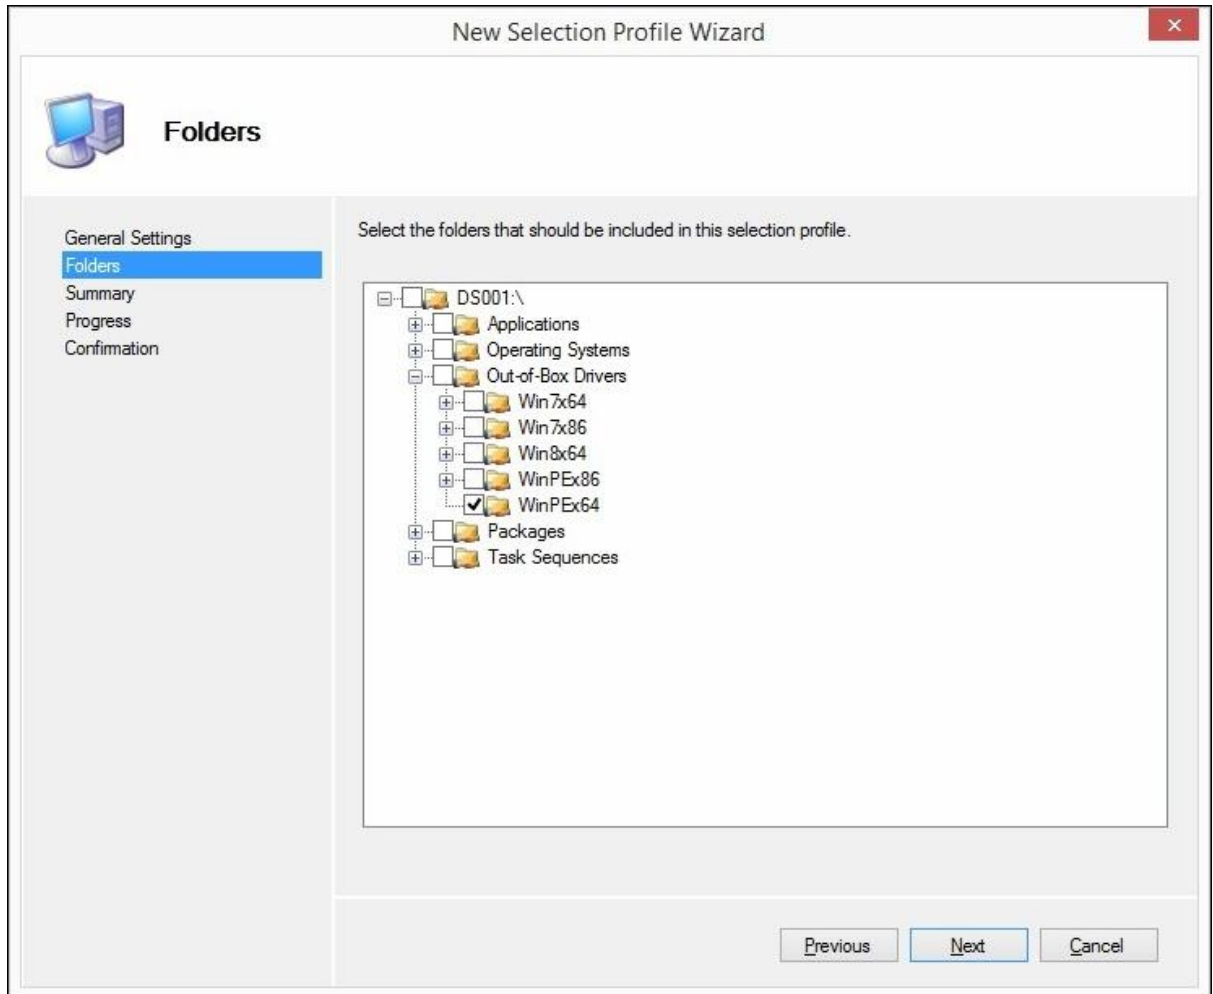 New Selection Profile Wizard
Folders
General Settings
Folders
Summary
Progress
Confirmation
Select the folders that should be included in this selection profile.
DS001:\
Applications
Operating Systems
Out-of-Box Drivers
Win7x64
Win7x86
Win8x64
WinPEx86
WinPEx64
Packages
Task Sequences
Previous
Next
Cancel